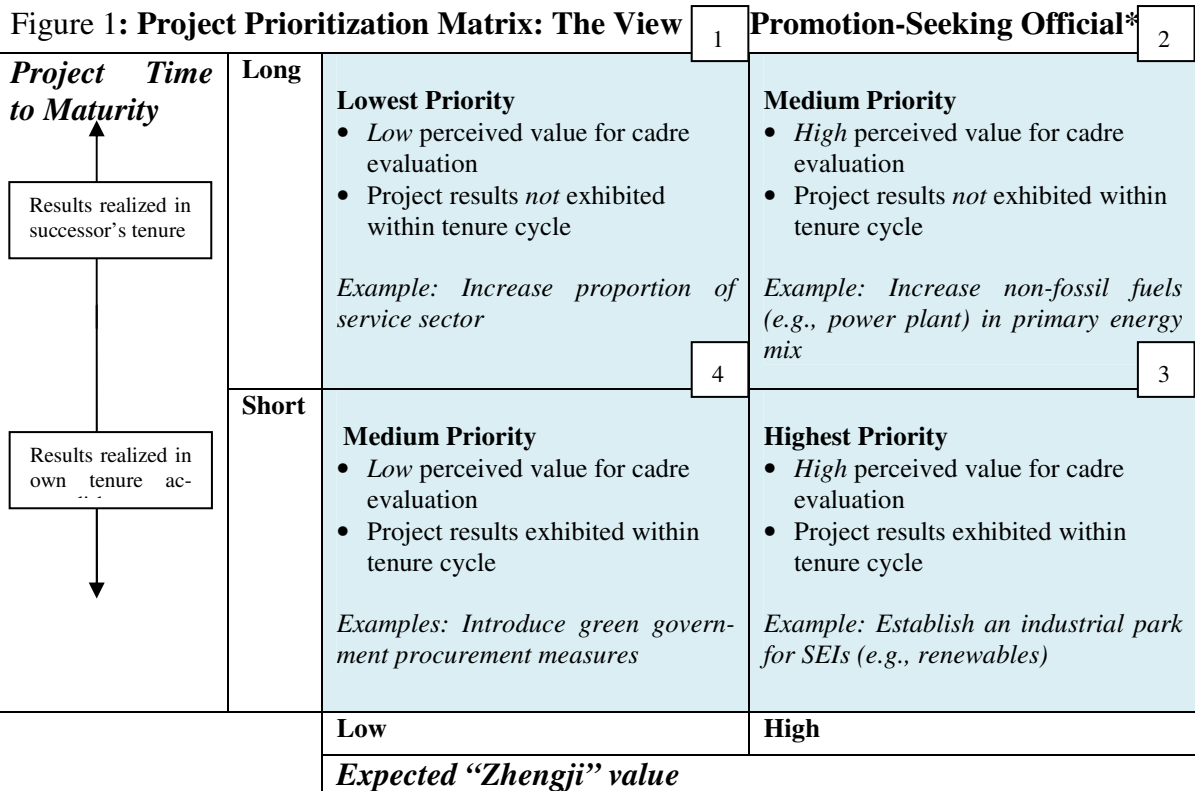 Figure 1: Project Prioritization Matrix: The View Promotion-Seeking Official*
1
2
Project Time
to Maturity
Results realized in
successor's tenure
Results realized in
own tenure ac-
Long
Lowest Priority
• Low perceived value for cadre
evaluation
• Project results not exhibited
within tenure cycle
Example: Increase proportion of
service sector
Medium Priority
• High perceived value for cadre
evaluation
• Project results not exhibited within
tenure cycle
Example: Increase non-fossil fuels
(e.g., power plant) in primary energy
mix
4
3
Short
Medium Priority
• Low perceived value for cadre
evaluation
• Project results exhibited within
tenure cycle
Examples: Introduce green govern-
ment procurement measures
Highest Priority
• High perceived value for cadre
evaluation
• Project results exhibited within
tenure cycle
Example: Establish an industrial park
for SEIs (e.g., renewables)
Low
High
Expected “Zhengji” value